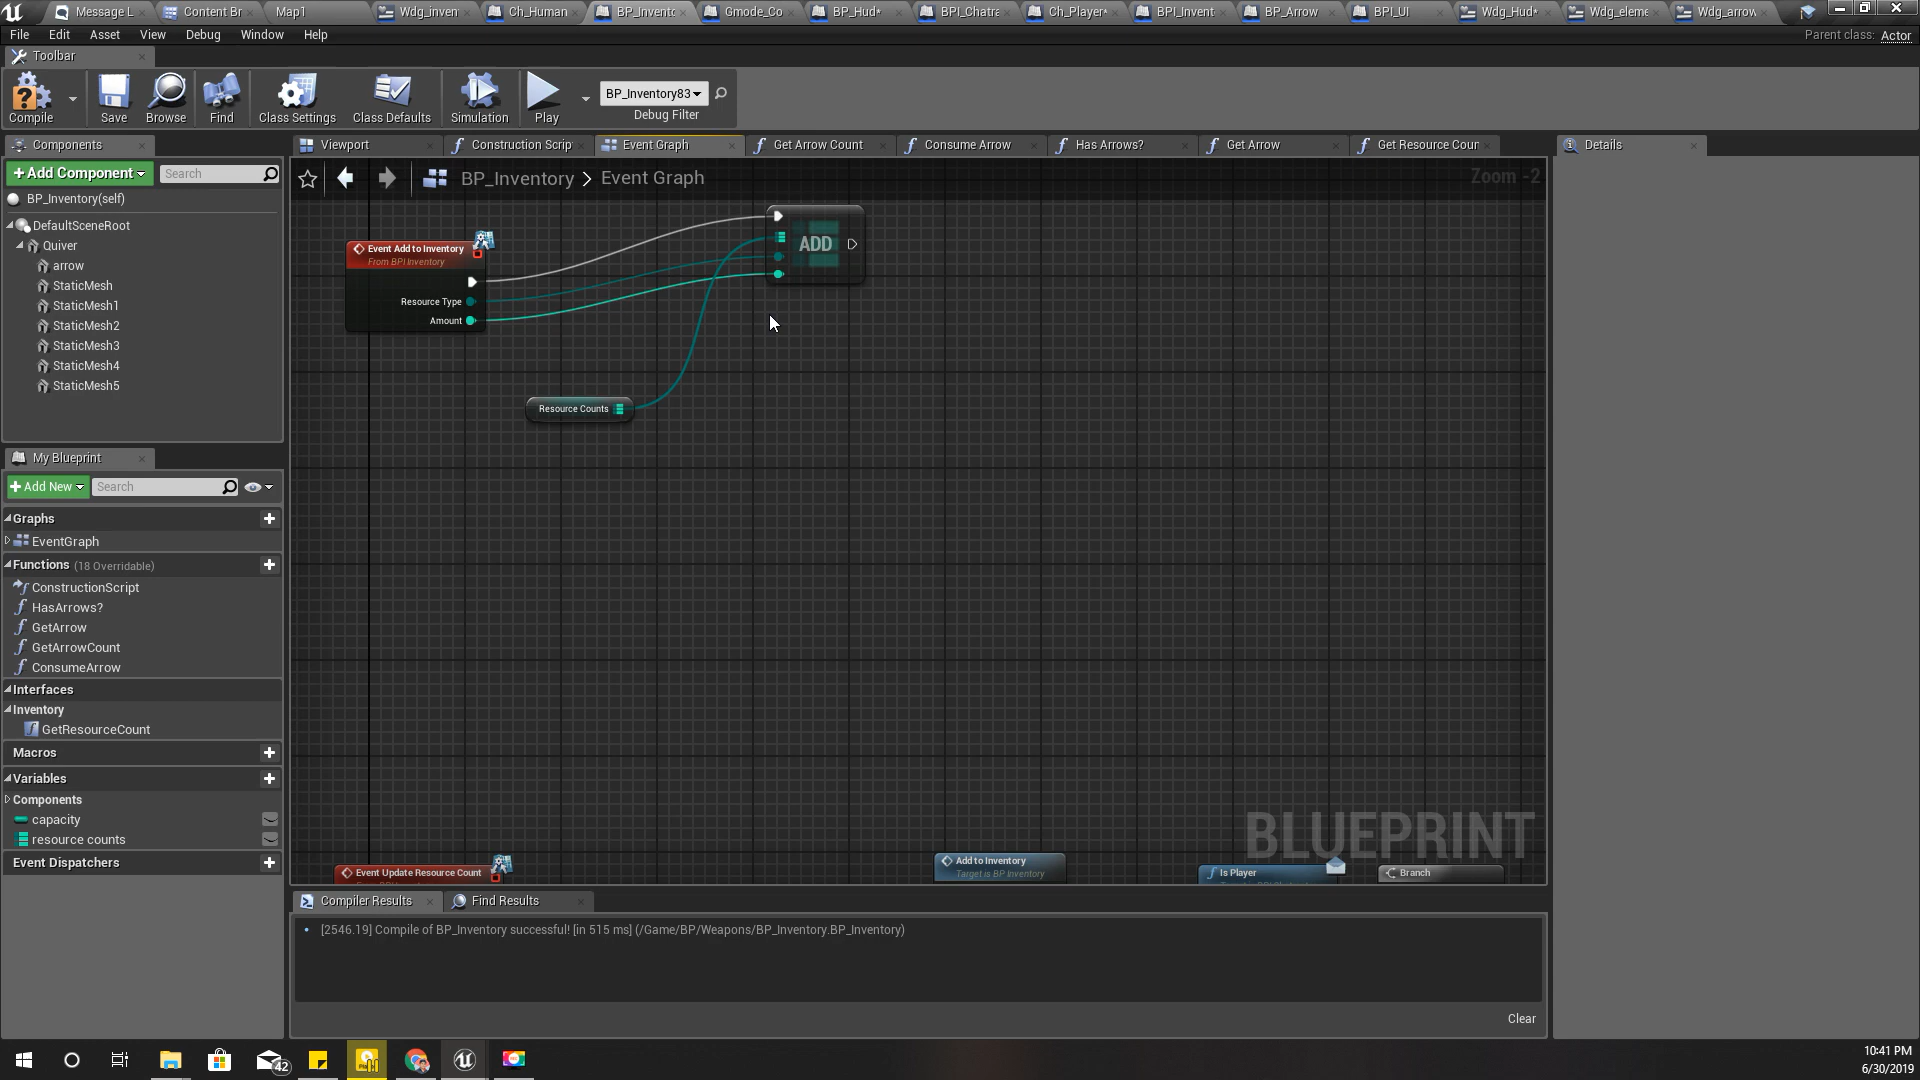 Message L
Content Br
Map1
Wdg_inven
Ch_Human
BP_Invento
Gmode_Co
BP_Hud*
BPI_Chatra
Ch_Player*
BPI_Invent
BP_Arrow
BPI_UI
Wdg_Hud*
Wdg_eleme
Wdg_arrow
File Edit Asset View Debug Window Help
Parent class: Actor
Toolbar
Compile
Save
Browse
Find
Class Settings
Class Defaults
Simulation
Play
BP_Inventory83
Debug Filter
Components
+ Add Component
Search
BP_Inventory(self)
DefaultSceneRoot
Quiver
arrow
StaticMesh
StaticMesh1
StaticMesh2
StaticMesh3
StaticMesh4
StaticMesh5
My Blueprint
+ Add New
Search
Graphs
EventGraph
Functions (18 Overridable)
ConstructionScript
HasArrows?
GetArrow
GetArrowCount
ConsumeArrow
Interfaces
Inventory
GetResourceCount
Macros
Variables
Components
capacity
resource counts
Event Dispatchers
Viewport
Construction Scrip
Event Graph
Get Arrow Count
Consume Arrow
Has Arrows?
Get Arrow
Get Resource Cour
Details
BP_Inventory > Event Graph
Zoom -2
Event Add to Inventory
From BPI Inventory
Resource Type
Amount
ADD
Resource Counts
BLUEPRINT
Event Update Resource Count
Add to Inventory
Target is BP Inventory
Is Player
Branch
Compiler Results
Find Results
[2546.19] Compile of BP_Inventory successful! [in 515 ms] (/Game/BP/Weapons/BP_Inventory.BP_Inventory)
Clear
42
10:41 PM
6/30/2019